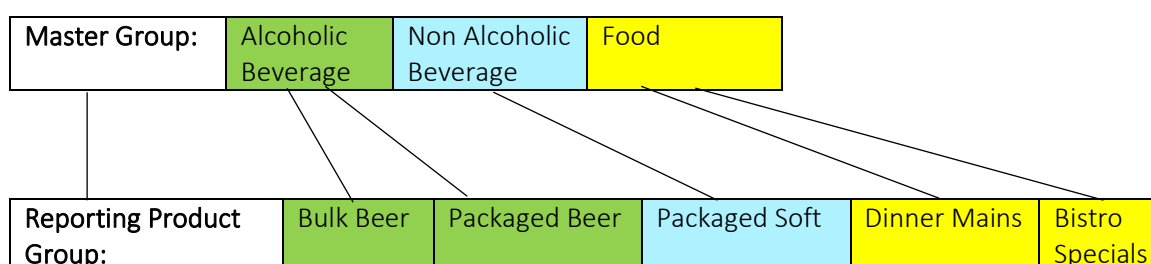 Master Group: Alcoholic Non Alcoholic Food
Beverage Beverage
Reporting Product Bulk Beer Packaged Beer Packaged Soft Dinner Mains Bistro
Group: Specials